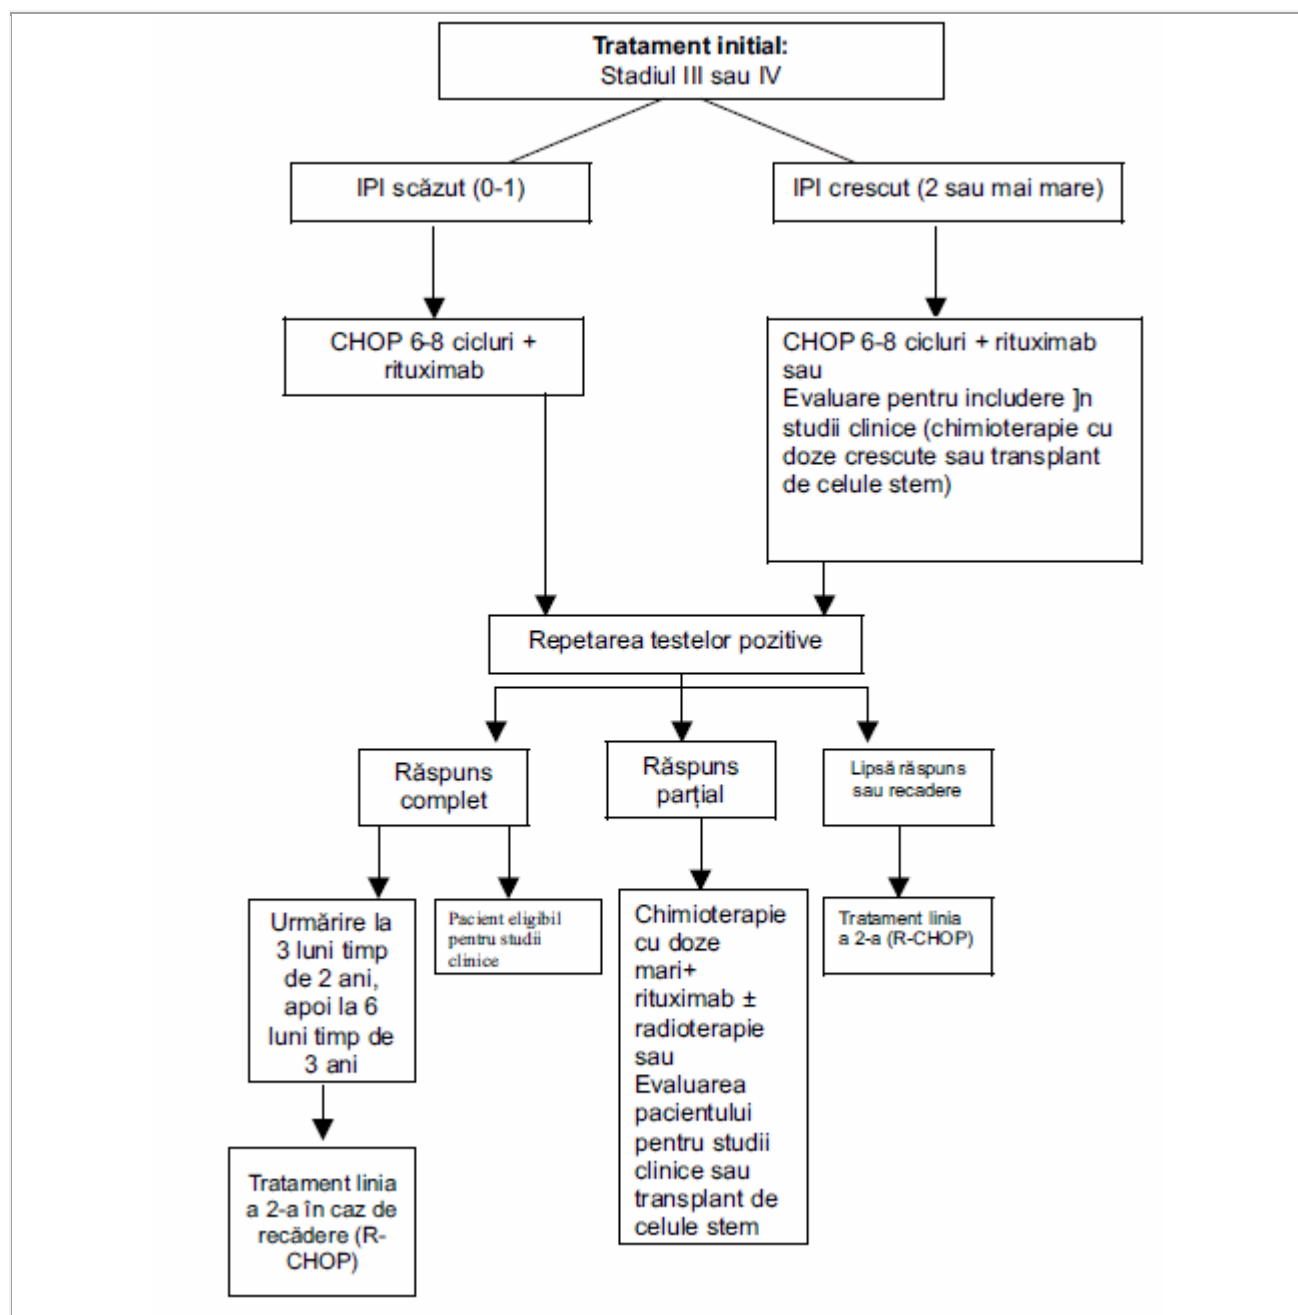 Tratament initial:
Stadiul III sau IV
IPI scăzut (0-1)
IPI crescut (2 sau mai mare)
CHOP 6-8 cicluri +
rituximab
CHOP 6-8 cicluri + rituximab
sau
Evaluare pentru includere ]n
studii clinice (chimioterapie cu
doze crescute sau transplant
de celule stem)
Repetarea testelor pozitive
Răspuns
complet
Răspuns
parțial
Lipsă răspuns
sau recadere
Urmărire la
3 luni timp
de 2 ani,
apoi la 6
luni timp de
3 ani
Pacient eligibil
pentru studii
clinice
Chimioterapie
cu doze
mari+
rituximab ±
radioterapie
sau
Evaluarea
pacientului
pentru studii
clinice sau
transplant de
celule stem
Tratament linia
a 2-a (R-CHOP)
Tratament linia
a 2-a în caz de
recădere (R-
CHOP)